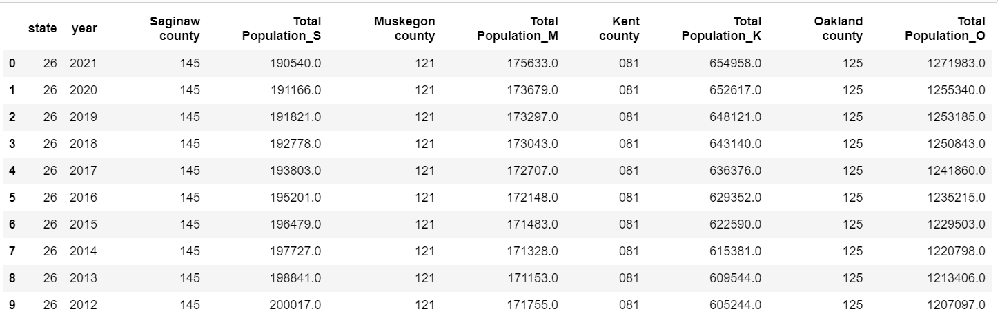 state year Saginaw county Total Population_S Muskegon county Total Population_M Kent county Total Population_K Oakland county Total Population_O
0 26 2021 145 190540.0 121 175633.0 081 654958.0 125 1271983.0
1 26 2020 145 191166.0 121 173679.0 081 652617.0 125 1255340.0
2 26 2019 145 191821.0 121 173297.0 081 648121.0 125 1253185.0
3 26 2018 145 192778.0 121 173043.0 081 643140.0 125 1250843.0
4 26 2017 145 193803.0 121 172707.0 081 636376.0 125 1241860.0
5 26 2016 145 195201.0 121 172148.0 081 629352.0 125 1235215.0
6 26 2015 145 196479.0 121 171483.0 081 622590.0 125 1229503.0
7 26 2014 145 197727.0 121 171328.0 081 615381.0 125 1220798.0
8 26 2013 145 198841.0 121 171153.0 081 609544.0 125 1213406.0
9 26 2012 145 200017.0 121 171755.0 081 605244.0 125 1207097.0